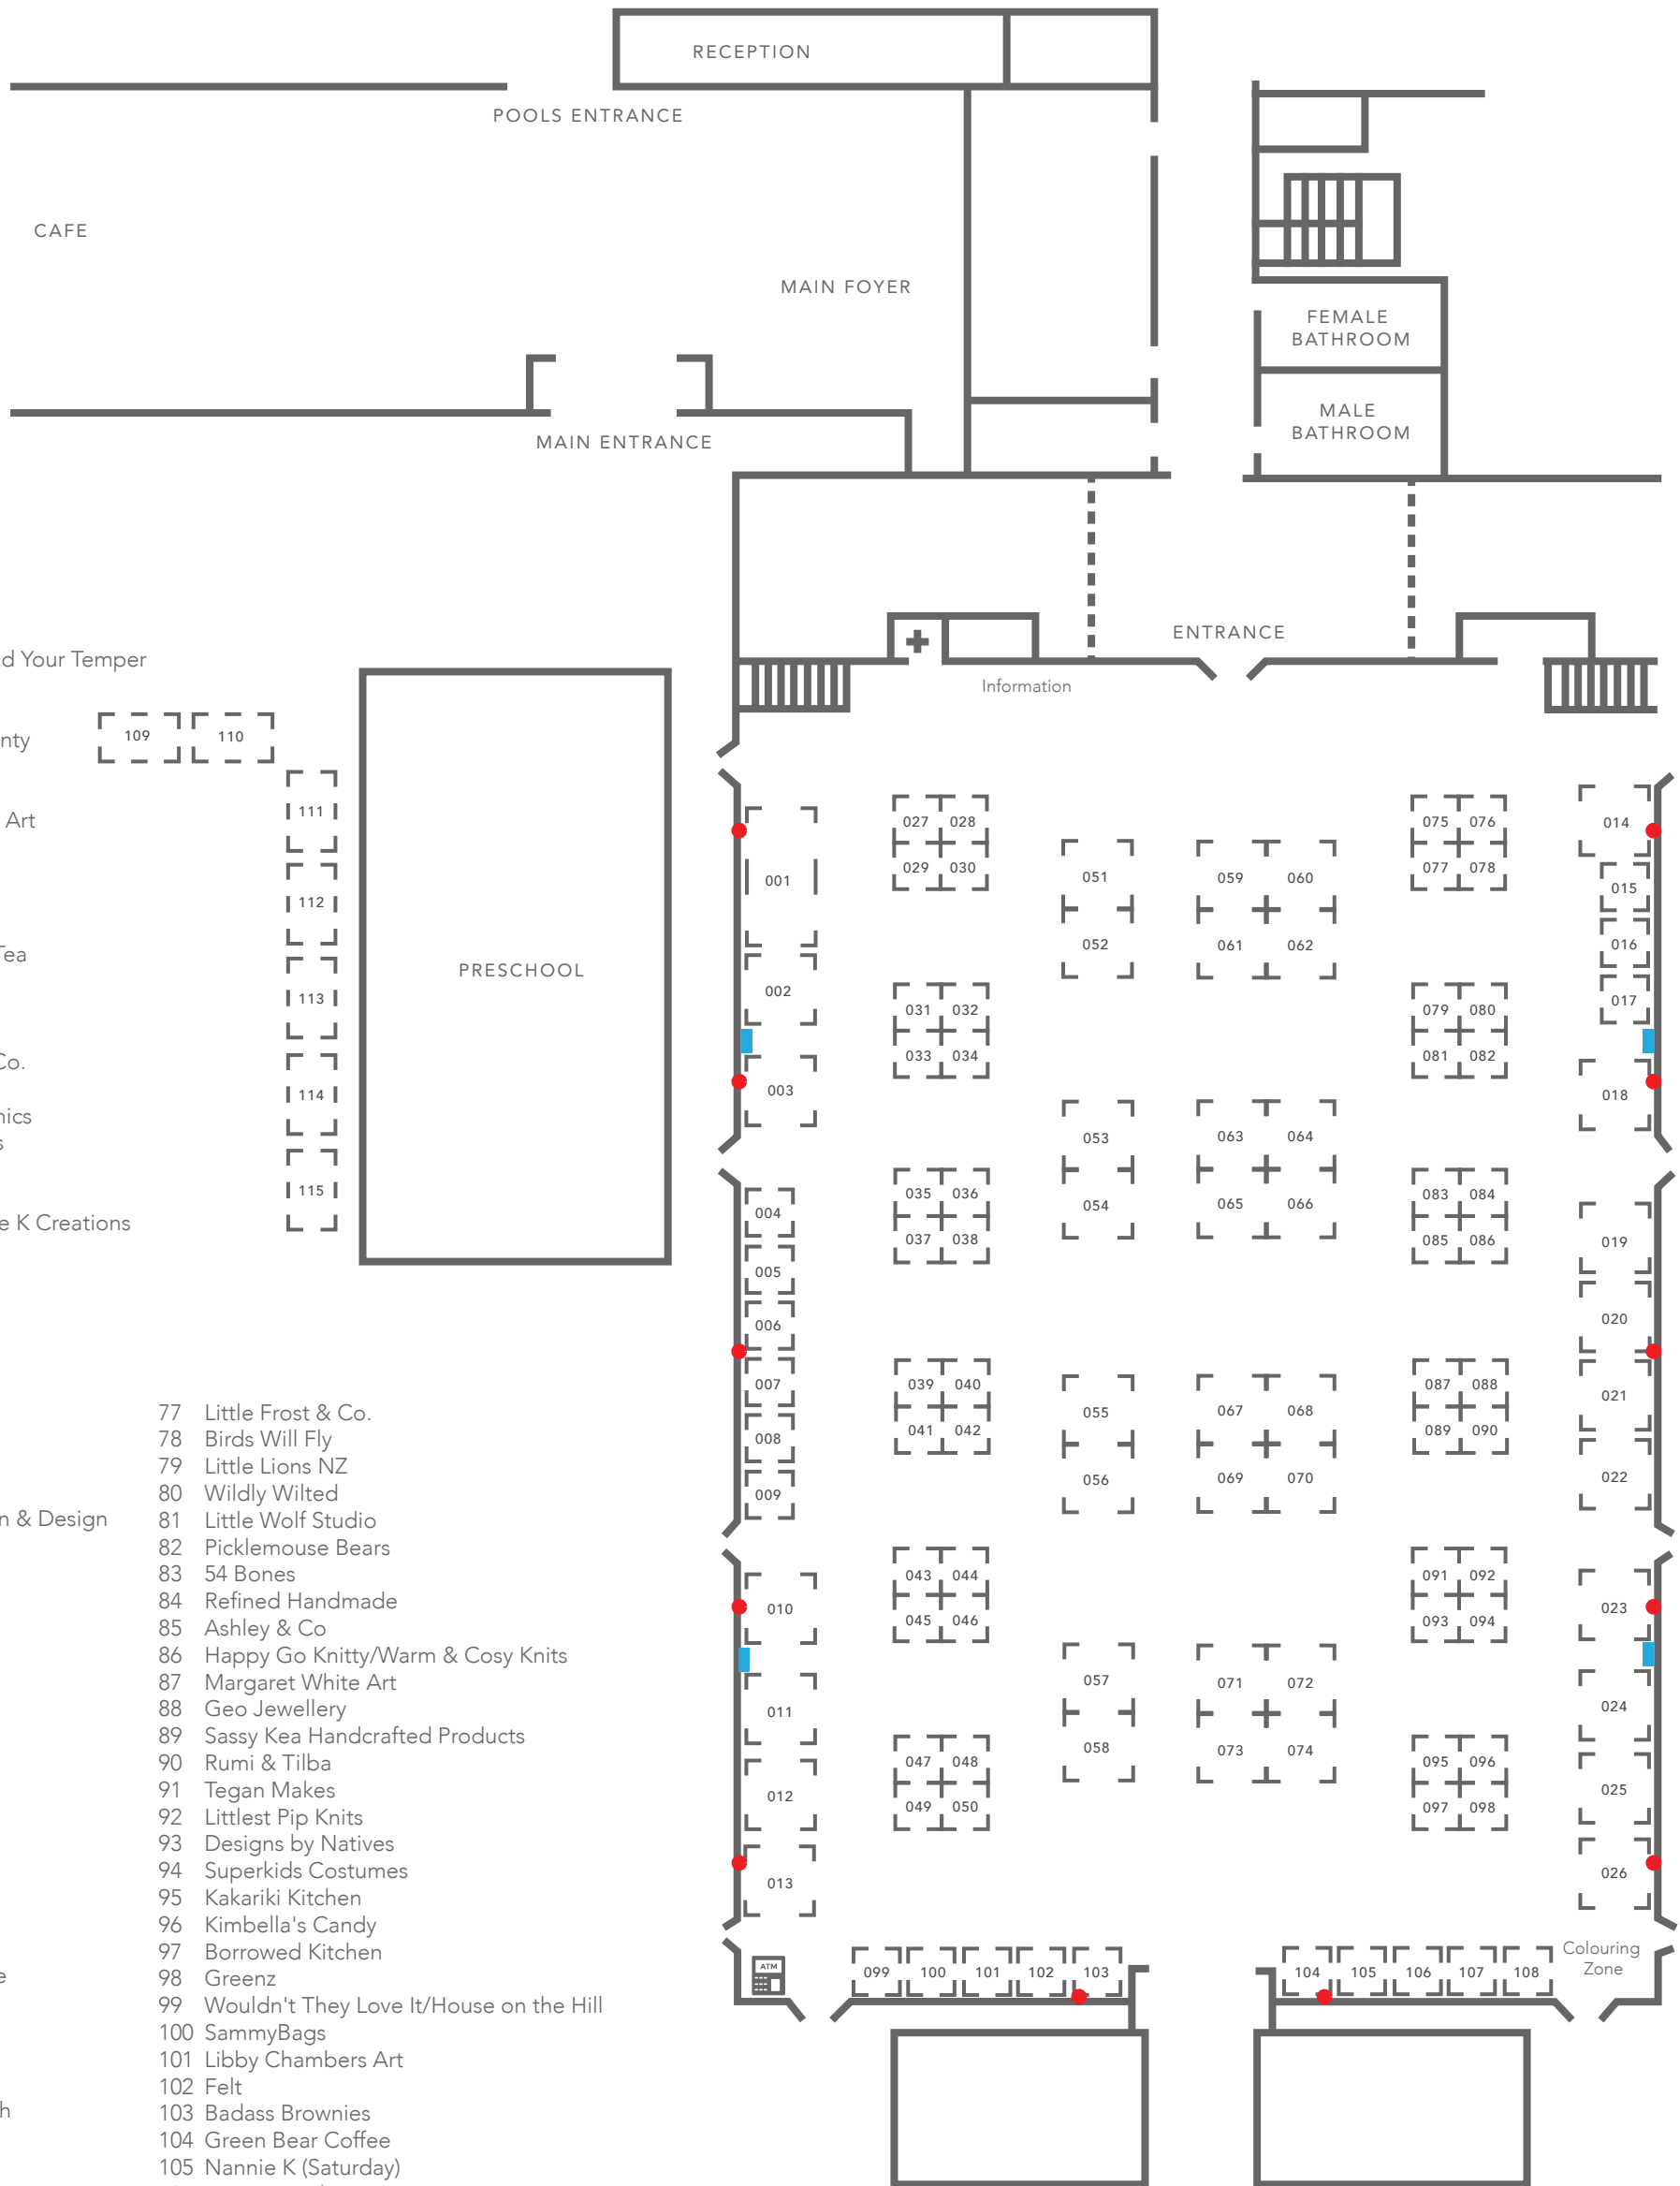 RECEPTION
POOLS ENTRANCE
CAFE
MAIN FOYER
FEMALE
BATHROOM
MALE
BATHROOM
MAIN ENTRANCE
ENTRANCE
Information
d Your Temper
nty
Art
Tea
Co.
nics
s
e K Creations
n & Design
e
h
109
110
111
112
113
114
115
PRESCHOOL
001
002
003
004
005
006
007
008
009
010
011
012
013
027 028
029 030
031 032
033 034
035 036
037 038
039 040
041 042
043 044
045 046
047 048
049 050
051
052
053
054
055
056
057
058
059 060
061 062
063 064
065 066
067 068
069 070
071 072
073 074
075 076
077 078
079 080
081 082
083 084
085 086
087 088
089 090
091 092
093 094
095 096
097 098
014
015
016
017
018
019
020
021
022
023
024
025
026
ATM
099 100 101 102 103
104 105 106 107 108
Colouring
Zone
77 Little Frost & Co.
78 Birds Will Fly
79 Little Lions NZ
80 Wildly Wilted
81 Little Wolf Studio
82 Picklemouse Bears
83 54 Bones
84 Refined Handmade
85 Ashley & Co
86 Happy Go Knitty/Warm & Cosy Knits
87 Margaret White Art
88 Geo Jewellery
89 Sassy Kea Handcrafted Products
90 Rumi & Tilba
91 Tegan Makes
92 Littlest Pip Knits
93 Designs by Natives
94 Superkids Costumes
95 Kakariki Kitchen
96 Kimbella's Candy
97 Borrowed Kitchen
98 Greenz
99 Wouldn't They Love It/House on the Hill
100 SammyBags
101 Libby Chambers Art
102 Felt
103 Badass Brownies
104 Green Bear Coffee
105 Nannie K (Saturday)